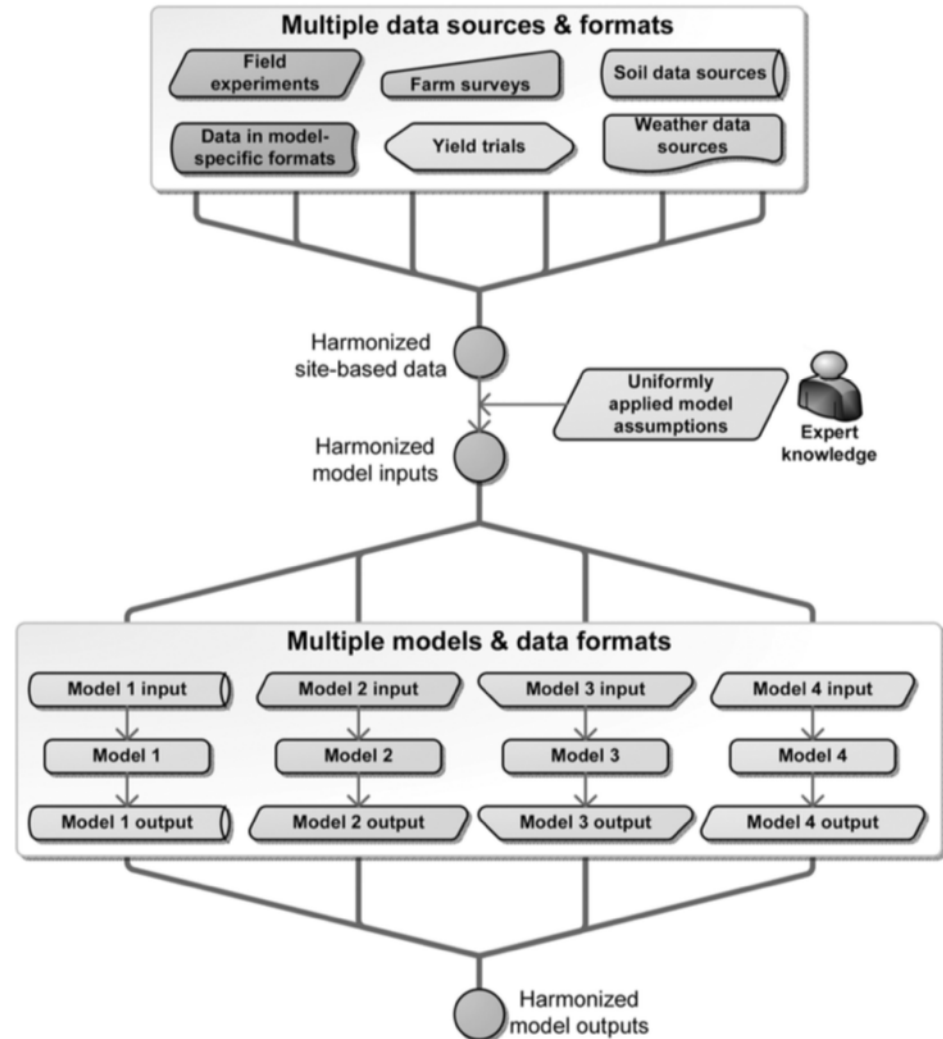 Multiple data sources & formats
Field
experiments
Farm surveys
Soil data sources
Data in model-
specific formats
Yield trials
Weather data
sources
Harmonized
site-based data
Uniformly
applied model
assumptions
Expert
knowledge
Harmonized
model inputs
Multiple models & data formats
Model 1 input
Model 2 input
Model 3 input
Model 4 input
Model 1
Model 2
Model 3
Model 4
Model 1 output
Model 2 output
Model 3 output
Model 4 output
Harmonized
model outputs